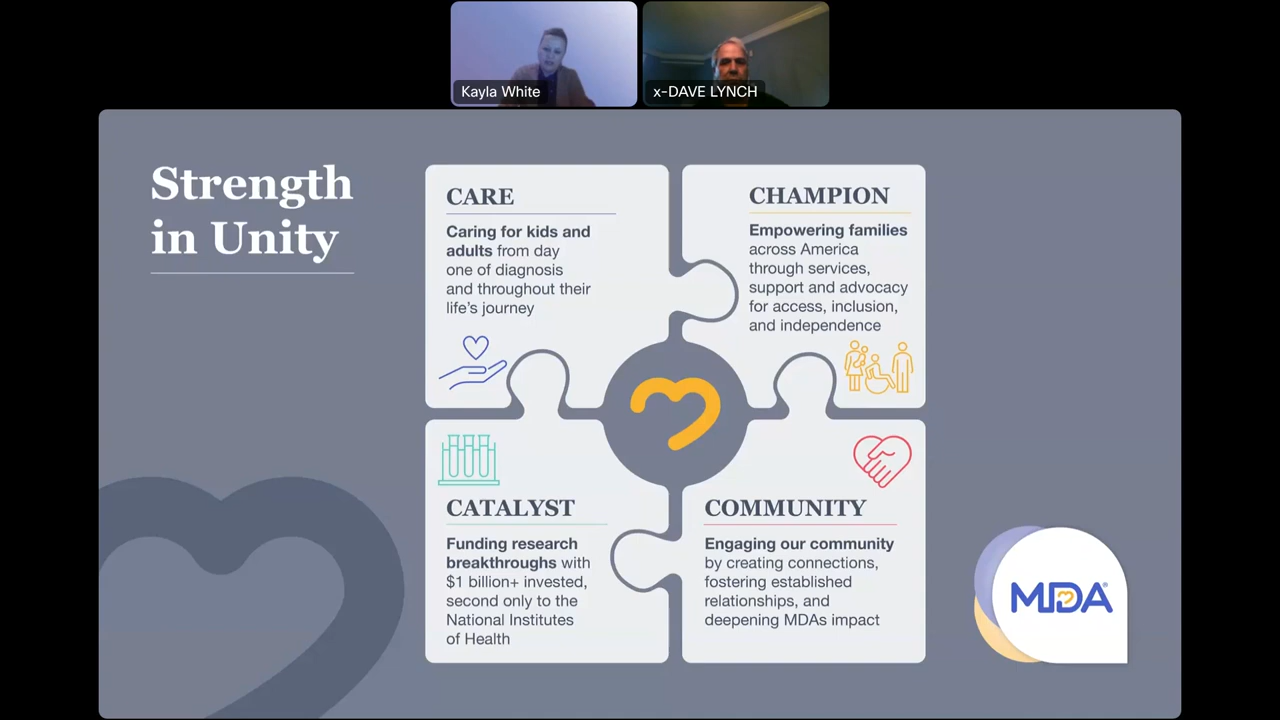 Kayla White
x-DAVE LYNCH
Strength
in Unity
CARE
Caring for kids and
adults from day
one of diagnosis
and throughout their
life's journey
CHAMPION
Empowering families
across America
through services,
support and advocacy
for access, inclusion,
and independence
CATALYST
Funding research
breakthroughs with
$1 billion+ invested,
second only to the
National Institutes
of Health
COMMUNITY
Engaging our community
by creating connections,
fostering established
relationships, and
deepening MDAs impact
MDA®